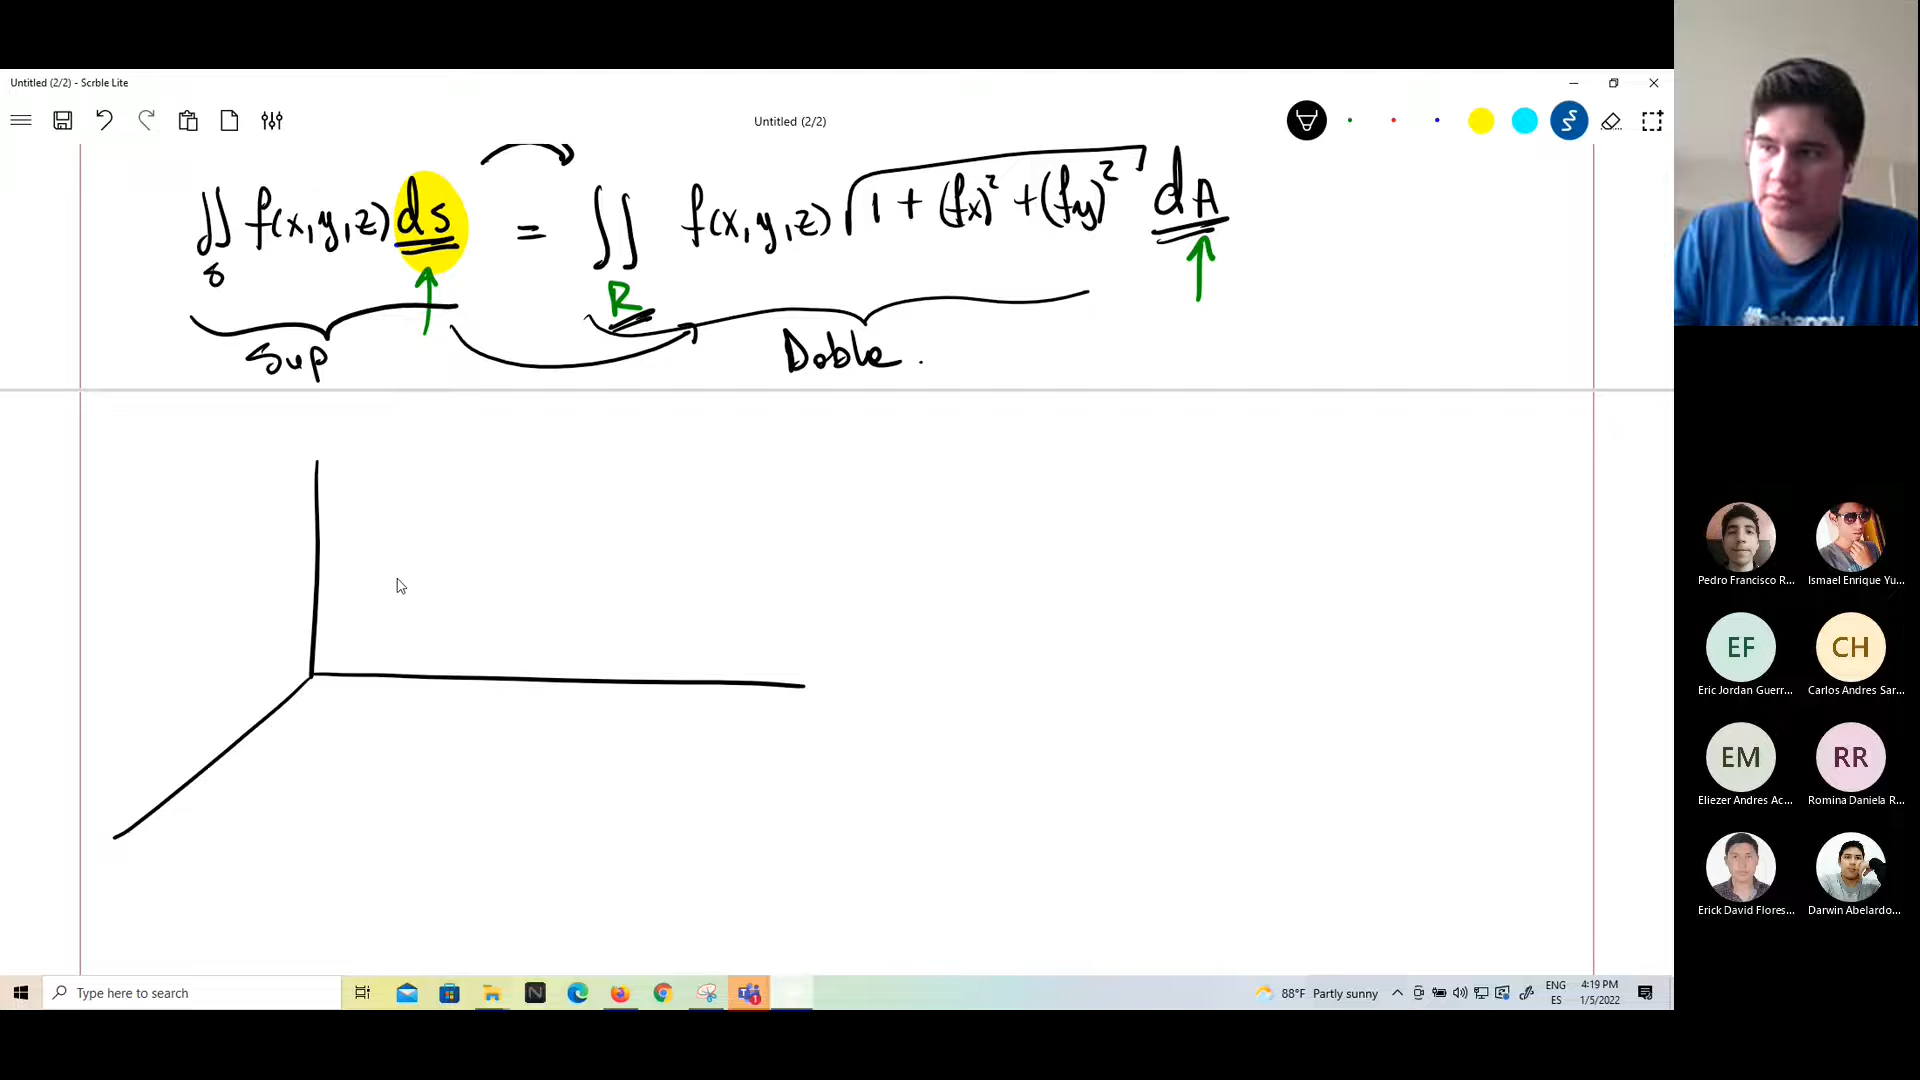 Untitled (2/2) - Scrble Lite
Untitled (2/2)
∬ f(x,y,z) ds = ∬ f(x,y,z) √1 + (fx)² + (fy)² dA
S R
Sup Doble.
#behappy
Pedro Francisco R...
Ismael Enrique Yu...
EF
CH
Eric Jordan Guerr...
Carlos Andres Sar...
EM
RR
Eliezer Andres Ac...
Romina Daniela R...
Erick David Flores...
Darwin Abelardo...
Type here to search
88°F Partly sunny
ENG
ES
4:19 PM
1/5/2022